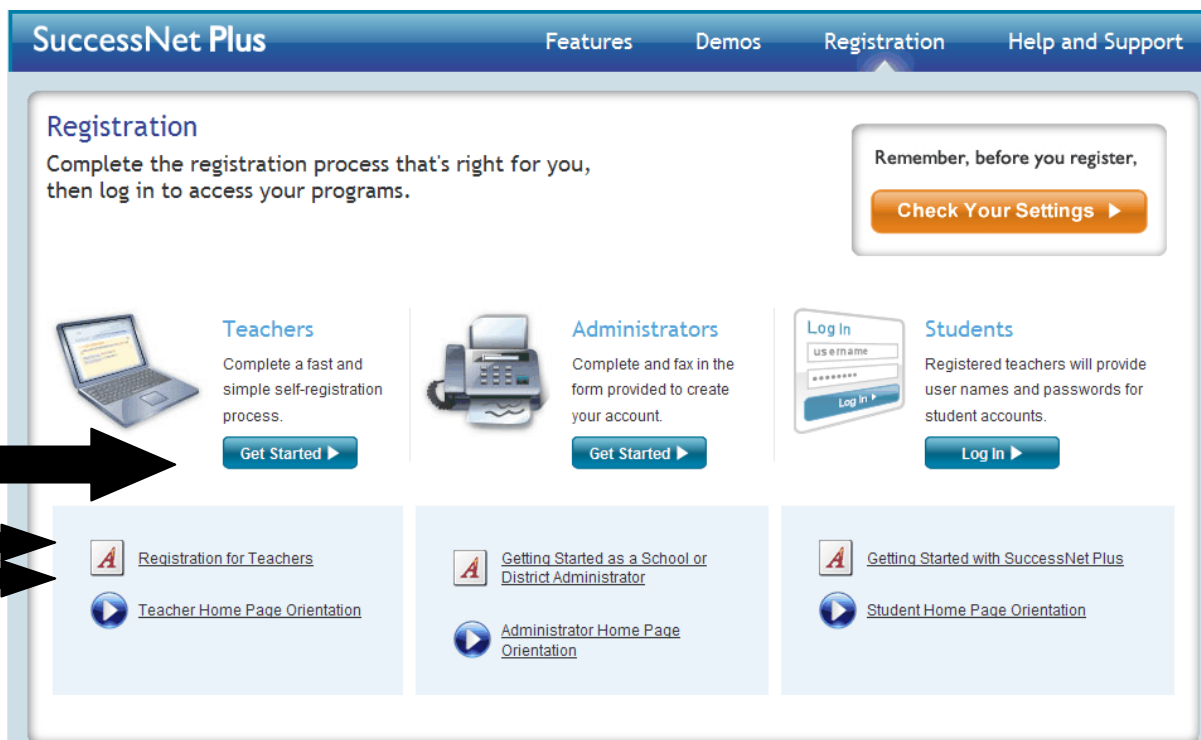 SuccessNet Plus
Features Demos Registration Help and Support
Registration
Complete the registration process that's right for you,
then log in to access your programs.
Remember, before you register,
Check Your Settings
Teachers
Complete a fast and
simple self-registration
process.
Get Started
Administrators
Complete and fax in the
form provided to create
your account.
Get Started
Log In
username
Log In
Students
Registered teachers will provide
user names and passwords for
student accounts.
Log In
Registration for Teachers
Teacher Home Page Orientation
Getting Started as a School or
District Administrator
Administrator Home Page
Orientation
Getting Started with SuccessNet Plus
Student Home Page Orientation